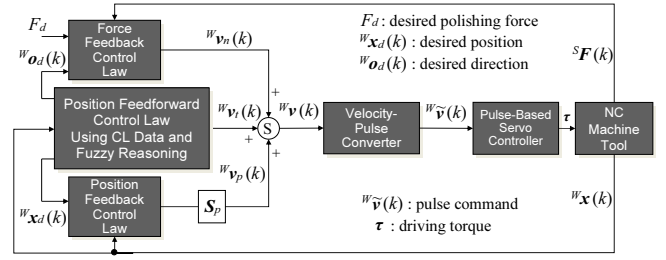 F_d
Force
Feedback
Control
Law
^W v_n(k)
F_d : desired polishing force
^W x_d(k) : desired position
^W o_d(k) : desired direction
^S F(k)
^W o_d(k)
Position Feedforward
Control Law
Using CL Data and
Fuzzy Reasoning
^W v_t(k)
+
+
+
S
^W v(k)
Velocity-
Pulse
Converter
^W ṽ(k)
Pulse-Based
Servo
Controller
τ
NC
Machine
Tool
^W x_d(k)
Position
Feedback
Control
Law
S_p
^W v_p(k)
^W x(k)
^W ṽ(k) : pulse command
τ : driving torque